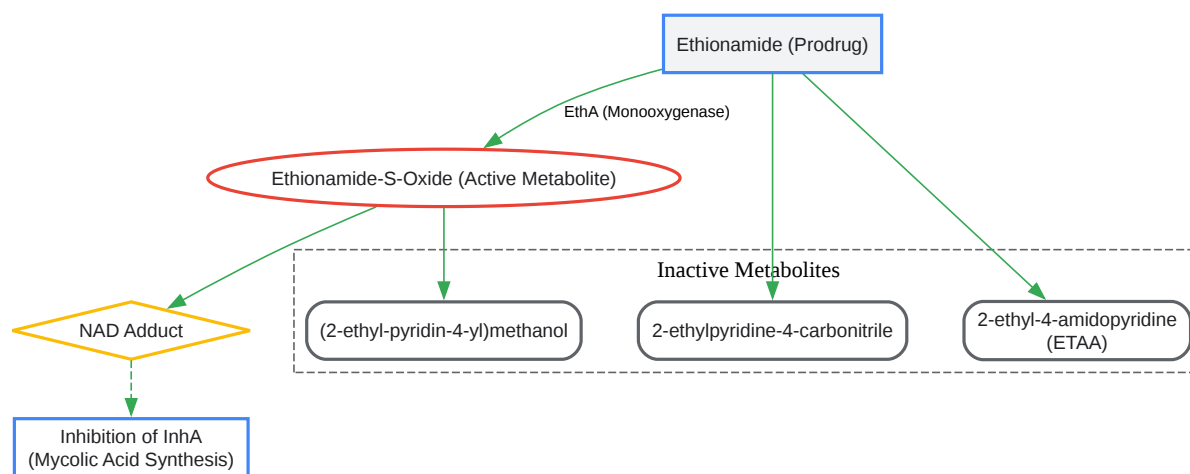 Ethionamide (Prodrug)
EthA (Monooxygenase)
Ethionamide-S-Oxide (Active Metabolite)
Inactive Metabolites
NAD Adduct
(2-ethyl-pyridin-4-yl)methanol
2-ethylpyridine-4-carbonitrile
2-ethyl-4-amidopyridine
(ETAA)
Inhibition of InhA
(Mycolic Acid Synthesis)